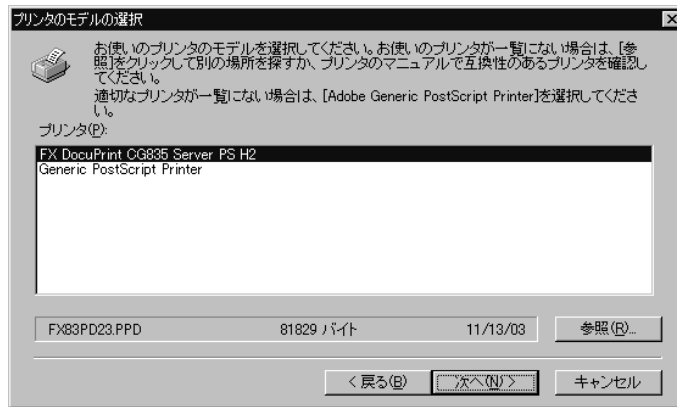 プリンタのモデルの選択
お使いのプリンタのモデルを選択してください。お使いのプリンタが一覧にない場合は、[参
照]をクリックして別の場所を探すか、プリンタのマニュアルで互換性のあるプリンタを確認し
てください。
適切なプリンタが一覧にない場合は、[Adobe Generic PostScript Printer]を選択してくださ
い。
プリンタ(P):
FX DocuPrint CG835 Server PS H2
Generic PostScript Printer
FX83PD23.PPD 81829 バイト 11/13/03 参照(R)...
< 戻る(B) 次へ(N) > キャンセル